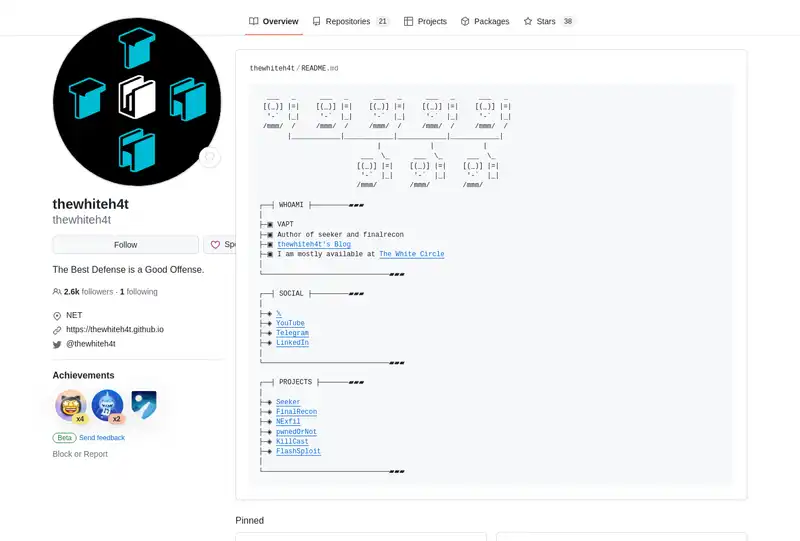 Overview
Repositories 21
Projects
Packages
Stars 38
thewhiteh4t
thewhiteh4t
Follow
The Best Defense is a Good Offense.
2.6k followers · 1 following
NET
https://thewhiteh4t.github.io
@thewhiteh4t
Achievements
x4
x2
Beta Send feedback
Block or Report
thewhiteh4t/README.md
WHOAMI
VAPT
Author of seeker and finalrecon
thewhiteh4t's Blog
I am mostly available at The White Circle
SOCIAL
YouTube
Telegram
LinkedIn
PROJECTS
Seeker
FinalRecon
NExfil
pwnedOrNot
KillCast
FlashSploit
Pinned